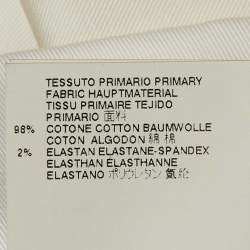 TESSUTO PRIMARIO PRIMARY
FABRIC HAUPTMATERIAL
TISSU PRIMAIRE TEJIDO
PRIMARIO 面料
98% COTONE COTTON BAUMWOLLE
COTON ALGODON 綿 棉
2% ELASTAN ELASTANE-SPANDEX
ELASTHAN ELASTHANNE
ELASTANO ポリウレタン 氨纶